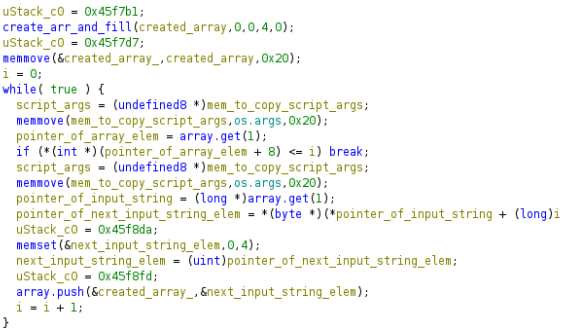 uStack_c0 = 0x45f7b1;
create_arr_and_fill(created_array,0,0,4,0);
uStack_c0 = 0x45f7d7;
memmove(&created_array_,created_array,0x20);
i = 0;
while( true ) {
script_args = (undefined8 *)mem_to_copy_script_args;
memmove(mem_to_copy_script_args,os.args,0x20);
pointer_of_array_elem = array.get(1);
if (*(int *)(pointer_of_array_elem + 8) <= i) break;
script_args = (undefined8 *)mem_to_copy_script_args;
memmove(mem_to_copy_script_args,os.args,0x20);
pointer_of_input_string = (long *)array.get(1);
pointer_of_next_input_string_elem = *(byte *)(*pointer_of_input_string + (long)i
uStack_c0 = 0x45f8da;
memset(&next_input_string_elem,0,4);
next_input_string_elem = (uint)pointer_of_next_input_string_elem;
uStack_c0 = 0x45f8fd;
array.push(&created_array_,&next_input_string_elem);
i = i + 1;
}